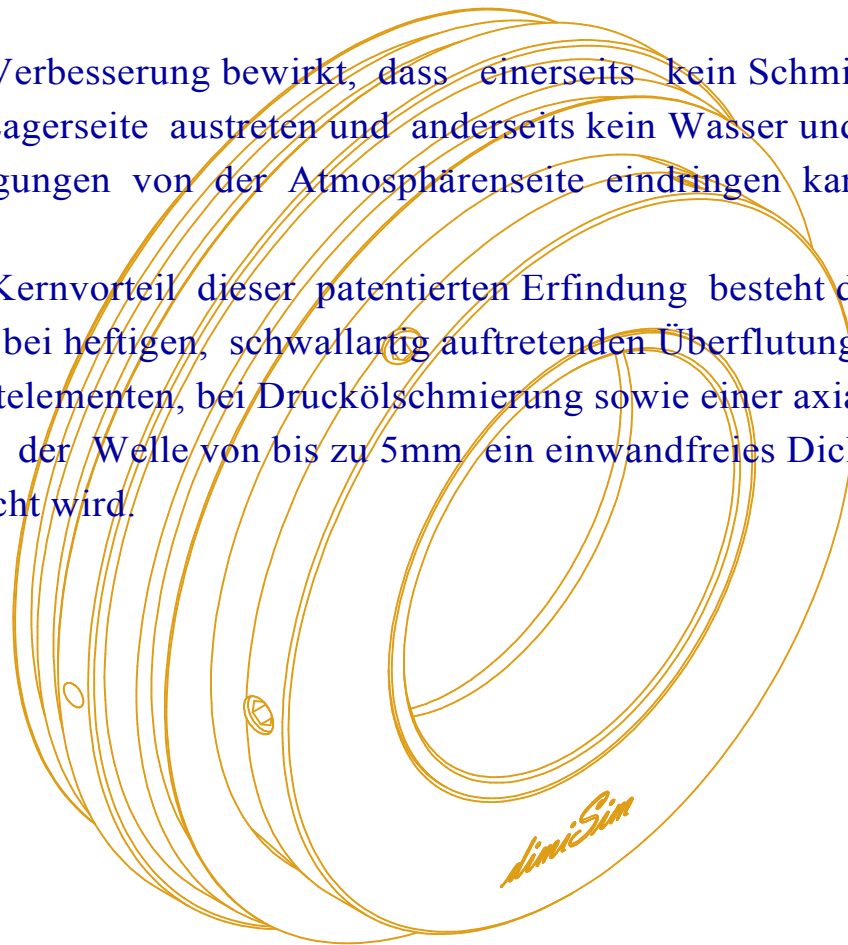 Verbesserung bewirkt, dass einerseits kein Schmi
agerseite austreten und anderseits kein Wasser und
gungen von der Atmosphärenseite eindringen kan
Kernvorteil dieser patentierten Erfindung besteht d
bei heftigen, schwallartig auftretenden Überflutung
telementen, bei Druckölschmierung sowie einer axia
der Welle von bis zu 5mm ein einwandfreies Dich
cht wird.
dimiSim